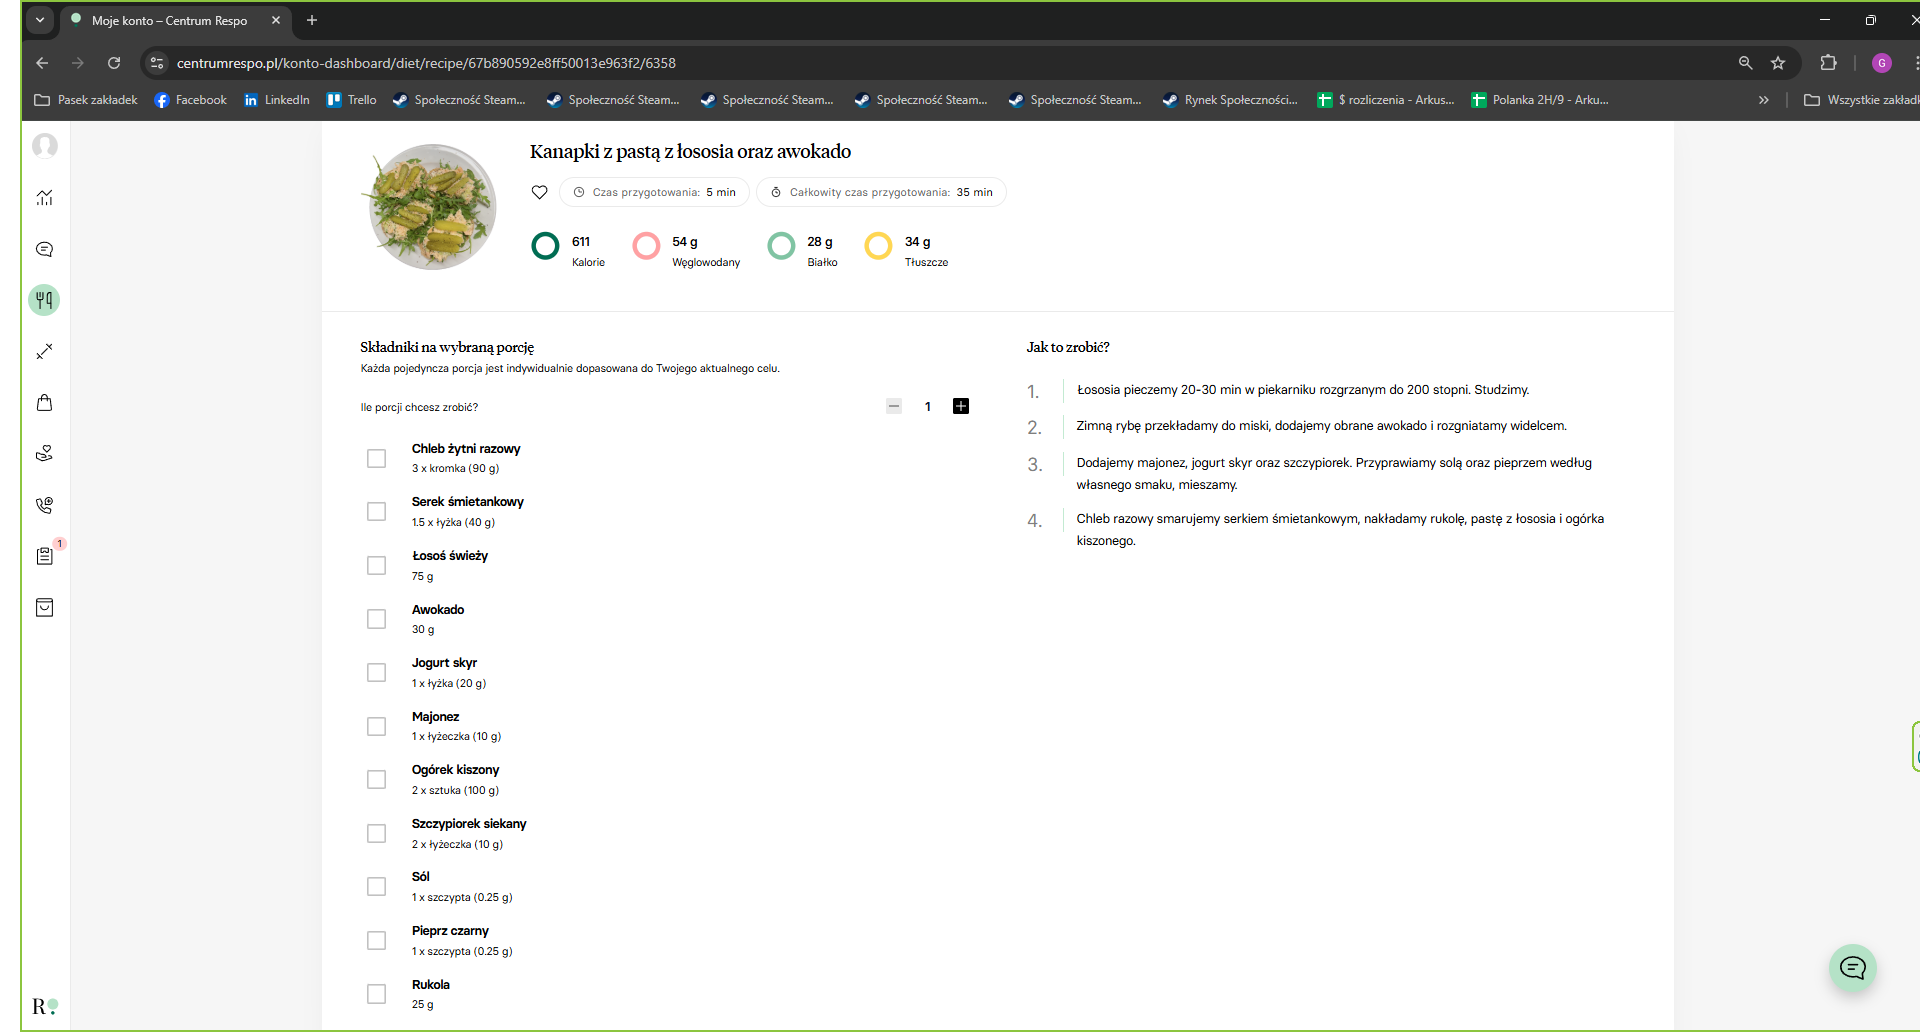 Moje konto – Centrum Respo
centrumrespo.pl/konto-dashboard/diet/recipe/67b890592e8ff50013e963f2/6358
G
Pasek zakładek
Facebook
LinkedIn
Trello
Społeczność Steam...
Społeczność Steam...
Społeczność Steam...
Społeczność Steam...
Społeczność Steam...
Rynek Społeczności...
$ rozliczenia - Arkus...
Polanka 2H/9 - Arku...
Wszystkie zakładk
Kanapki z pastą z łososia oraz awokado
Czas przygotowania: 5 min
Całkowity czas przygotowania: 35 min
611
Kalorie
54 g
Węglowodany
28 g
Białko
34 g
Tłuszcze
Składniki na wybraną porcję
Każda pojedyncza porcja jest indywidualnie dopasowana do Twojego aktualnego celu.
Ile porcji chcesz zrobić?
1
Chleb żytni razowy
3 x kromka (90 g)
Serek śmietankowy
1.5 x łyżka (40 g)
Łosoś świeży
75 g
Awokado
30 g
Jogurt skyr
1 x łyżka (20 g)
Majonez
1 x łyżeczka (10 g)
Ogórek kiszony
2 x sztuka (100 g)
Szczypiorek siekany
2 x łyżeczka (10 g)
Sól
1 x szczypta (0.25 g)
Pieprz czarny
1 x szczypta (0.25 g)
Rukola
25 g
Jak to zrobić?
1. Łososia pieczemy 20-30 min w piekarniku rozgrzanym do 200 stopni. Studzimy.
2. Zimną rybę przekładamy do miski, dodajemy obrane awokado i rozgniatamy widelcem.
3. Dodajemy majonez, jogurt skyr oraz szczypiorek. Przyprawiamy solą oraz pieprzem według
własnego smaku, mieszamy.
4. Chleb razowy smarujemy serkiem śmietankowym, nakładamy rukolę, pastę z łososia i ogórka
kiszonego.
1
R